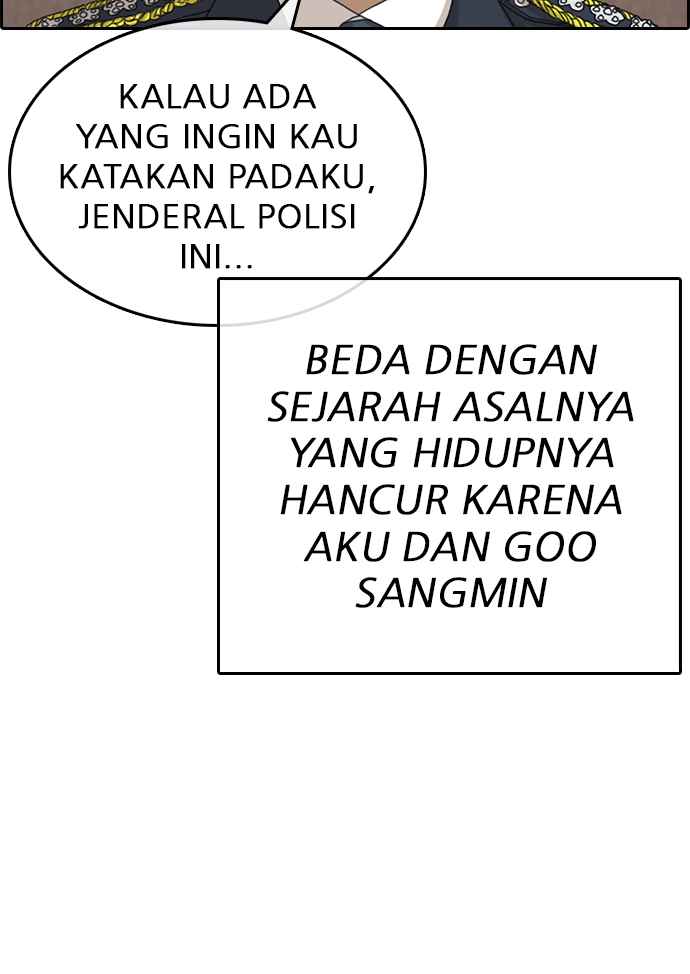 KALAU ADA
YANG INGIN KAU
KATAKAN PADAKU,
JENDERAL POLISI
INI...
BEDA DENGAN
SEJARAH ASALNYA
YANG HIDUPNYA
HANCUR KARENA
AKU DAN GOO
SANGMIN